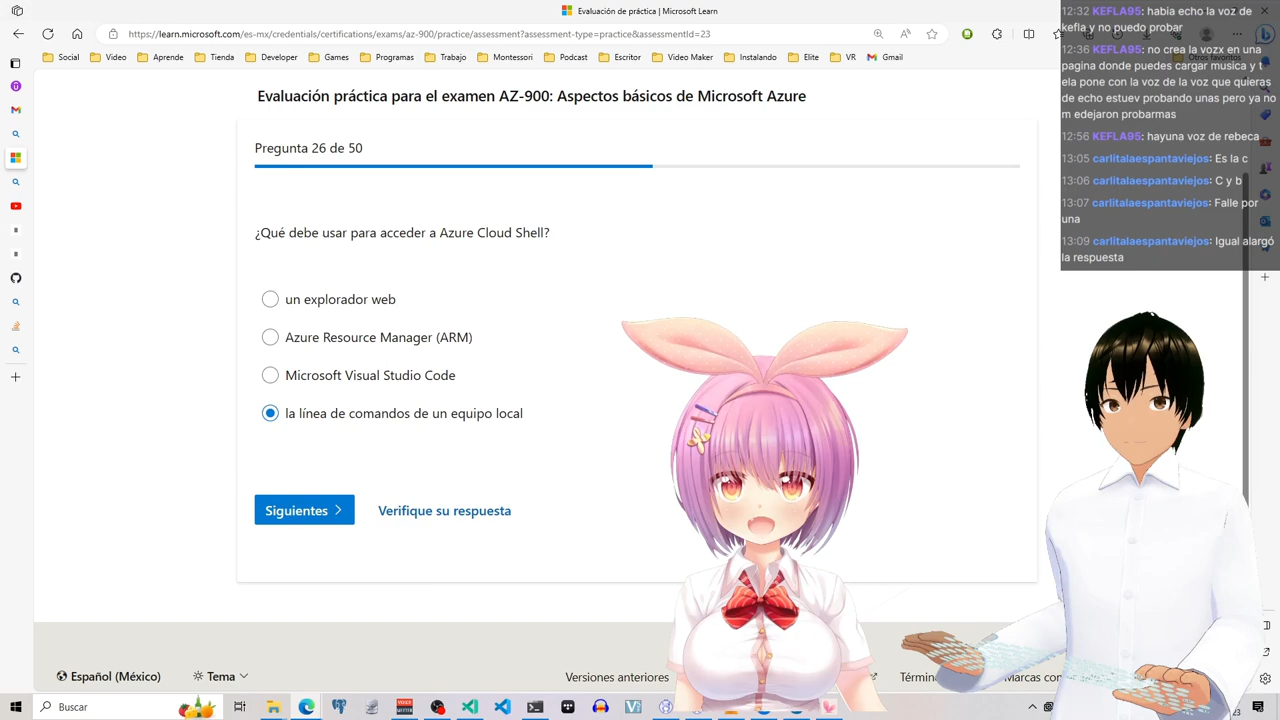 Evaluación de práctica | Microsoft Learn
https://learn.microsoft.com/es-mx/credentials/certifications/exams/az-900/practice/assessment?assessment-type=practice&assessmentId=23
Social
Video
Aprende
Tienda
Developer
Games
Programas
Trabajo
Montessori
Podcast
Escritor
Video Maker
Instalando
Elite
VR
Gmail
Otros favoritos
12:32 KEFLA95: habia echo la voz de
kefla y no puedo probar
12:36 KEFLA95: no crea la vozx en una
pagina donde puedes cargar musica y t
ela pone con la voz de la voz que quieras
de echo estuev probando unas pero ya no
m edejaron probarmas
12:56 KEFLA95: hayuna voz de rebeca
13:05 carlitalaespantaviejos: Es la c
13:06 carlitalaespantaviejos: C y b
13:07 carlitalaespantaviejos: Falle por
una
13:09 carlitalaespantaviejos: Igual alargó
la respuesta
Evaluación práctica para el examen AZ-900: Aspectos básicos de Microsoft Azure
Pregunta 26 de 50
¿Qué debe usar para acceder a Azure Cloud Shell?
un explorador web
Azure Resource Manager (ARM)
Microsoft Visual Studio Code
la línea de comandos de un equipo local
Siguientes
Verifique su respuesta
Español (México)
Tema
Versiones anteriores
Términ
Marcas com
Buscar